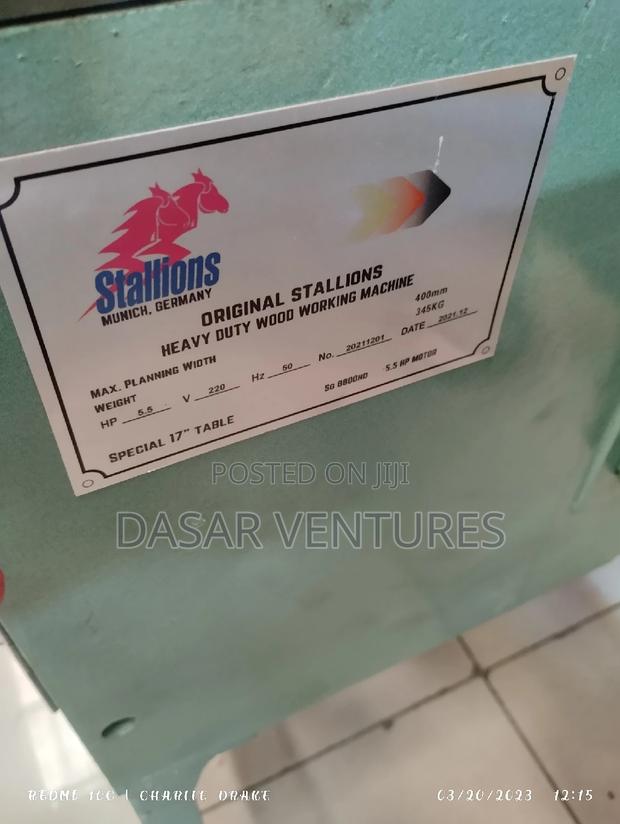 Stallions
MUNICH, GERMANY
ORIGINAL STALLIONS
HEAVY DUTY WOOD WORKING MACHINE
MAX. PLANNING WIDTH 400mm
WEIGHT 345KG
HP 5.5 V 220 Hz 50 No. 20211201 DATE 2021.12
SPECIAL 17" TABLE SG 8800HD 5.5 HP MOTOR
POSTED ON JIJI
DASAR VENTURES
REDMI 10C | CHARLIE DRAKE 03/20/2023 12:15